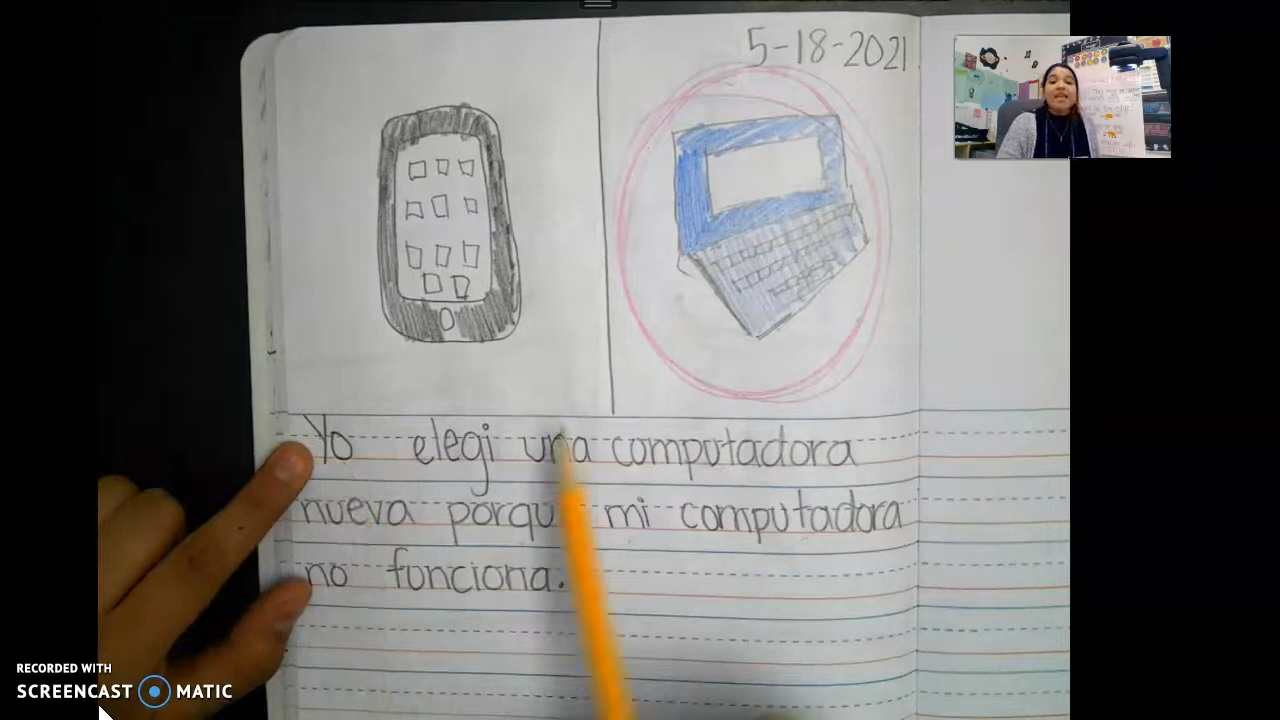 5-18-2021
Yo elegi una computadora
nueva porqu mi computadora
no funciona.
RECORDED WITH
SCREENCAST MATIC